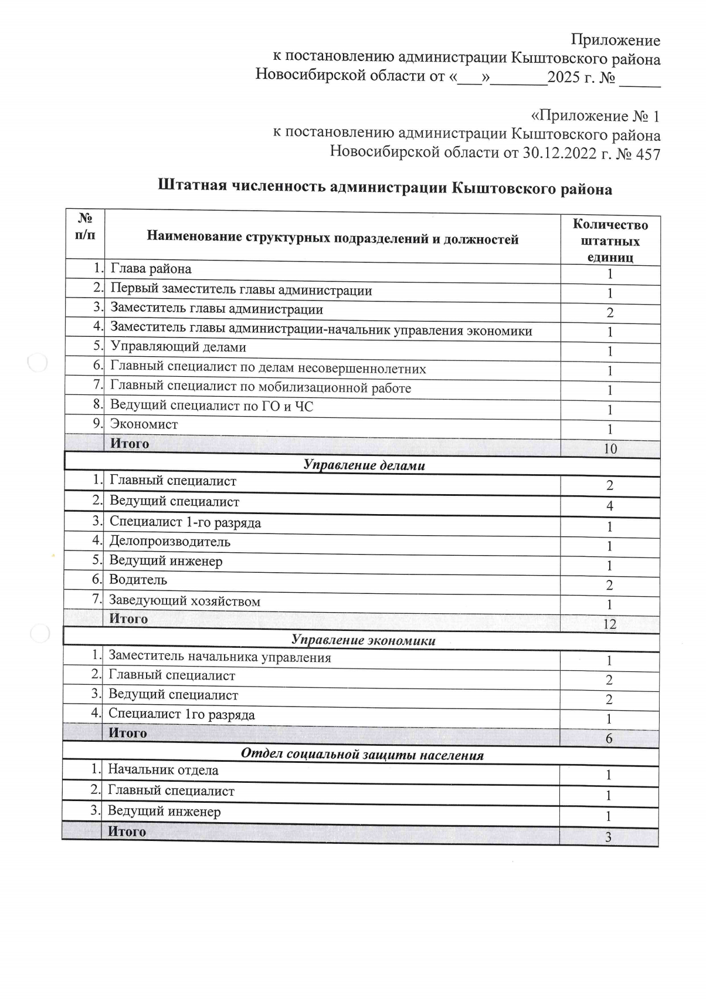 Приложение
к постановлению администрации Кыштовского района
Новосибирской области от «___»_______2025 г. № _____
«Приложение № 1
к постановлению администрации Кыштовского района
Новосибирской области от 30.12.2022 г. № 457
Штатная численность администрации Кыштовского района
№ п/п Наименование структурных подразделений и должностей Количество штатных единиц
1. Глава района 1
2. Первый заместитель главы администрации 1
3. Заместитель главы администрации 2
4. Заместитель главы администрации-начальник управления экономики 1
5. Управляющий делами 1
6. Главный специалист по делам несовершеннолетних 1
7. Главный специалист по мобилизационной работе 1
8. Ведущий специалист по ГО и ЧС 1
9. Экономист 1
Итого 10
Управление делами
1. Главный специалист 2
2. Ведущий специалист 4
3. Специалист 1-го разряда 1
4. Делопроизводитель 1
5. Ведущий инженер 1
6. Водитель 2
7. Заведующий хозяйством 1
Итого 12
Управление экономики
1. Заместитель начальника управления 1
2. Главный специалист 2
3. Ведущий специалист 2
4. Специалист 1го разряда 1
Итого 6
Отдел социальной защиты населения
1. Начальник отдела 1
2. Главный специалист 1
3. Ведущий инженер 1
Итого 3